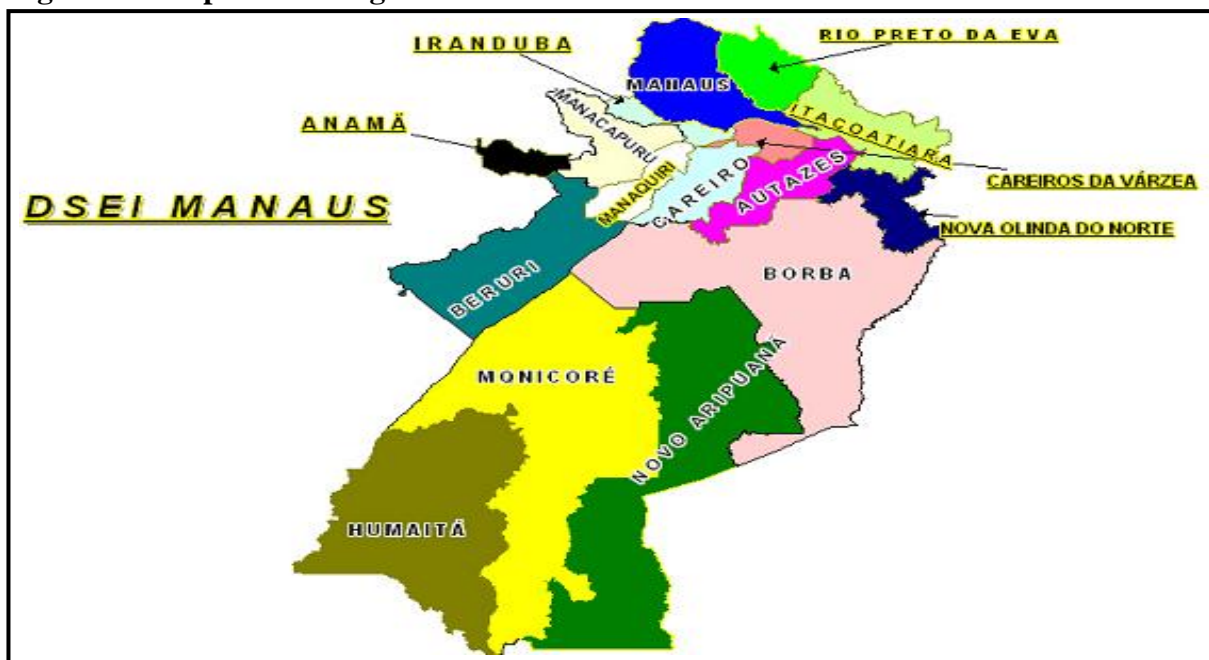 IRANDUBA
RIO PRETO DA EVA
MANAUS
MANACAPURU
ITACOATIARA
ANAMÃ
CAREIROS DA VÁRZEA
DSEI MANAUS
MANAQUIRI
CAREIRO
AUTAZES
NOVA OLINDA DO NORTE
BERURI
BORBA
MONICORÉ
NOVO ARIPUANÃ
HUMAITÁ